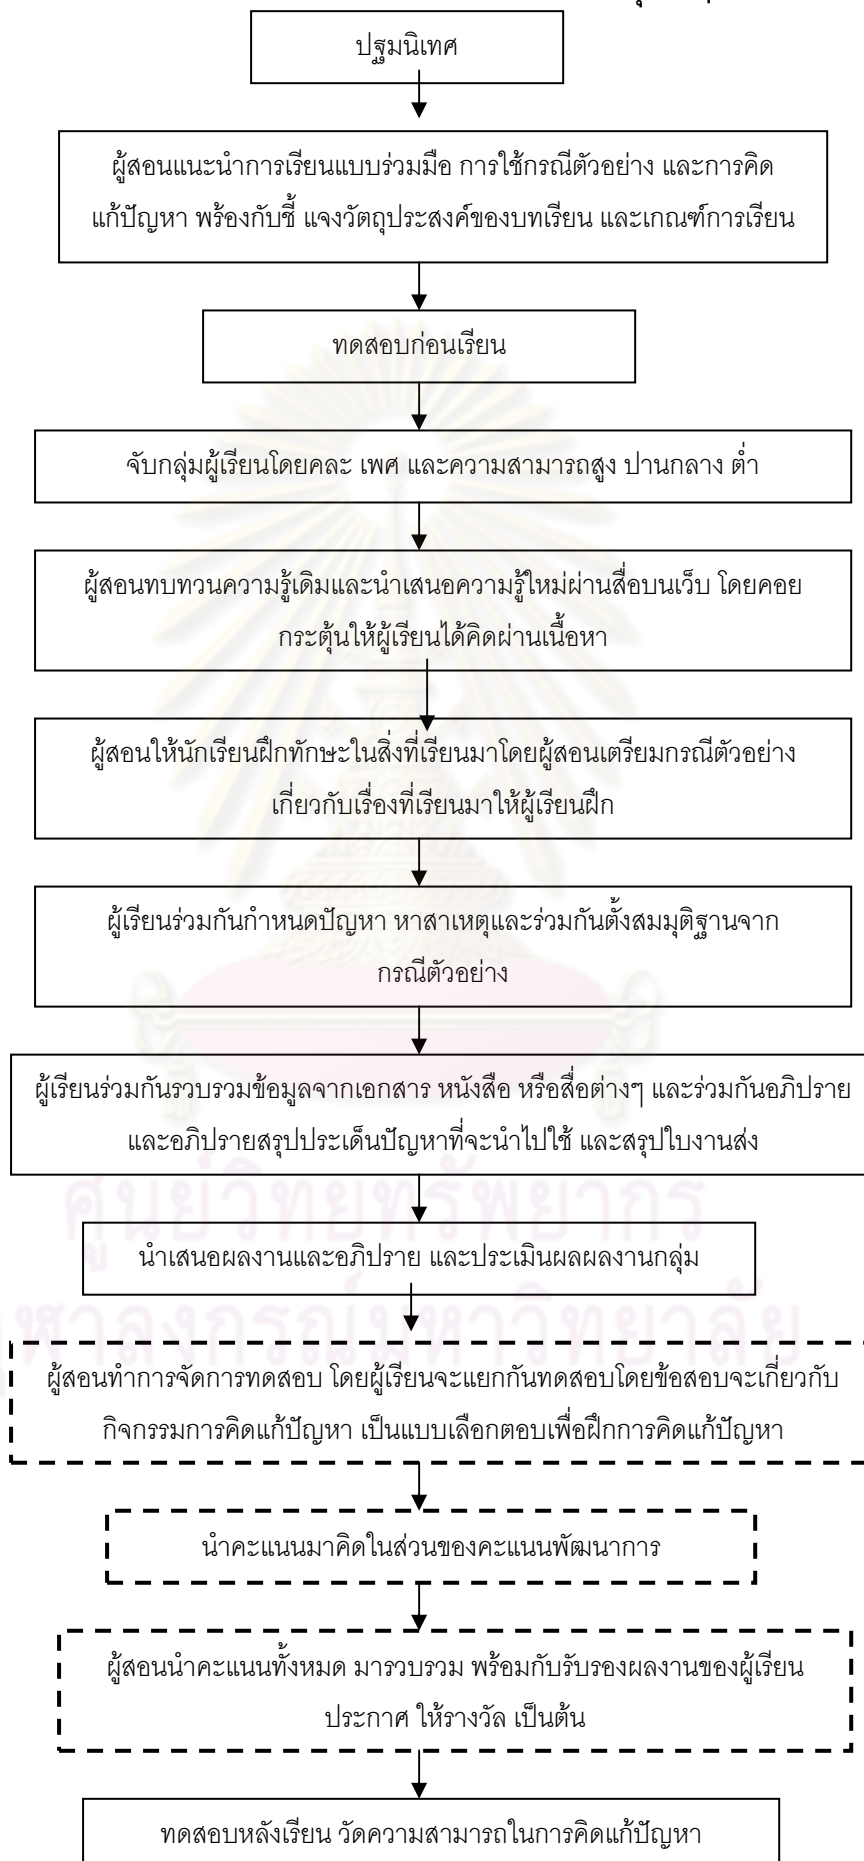 ปฐมนิเทศ
ผู้สอนแนะนำการเรียนแบบร่วมมือ การใช้กรณีตัวอย่าง และการคิด
แก้ปัญหา พร้องกับชี้ แจงวัตถุประสงค์ของบทเรียน และเกณฑ์การเรียน
ทดสอบก่อนเรียน
จับกลุ่มผู้เรียนโดยคละ เพศ และความสามารถสูง ปานกลาง ต่ำ
ผู้สอนทบทวนความรู้เดิมและนำเสนอความรู้ใหม่ผ่านสื่อบนเว็บ โดยคอย
กระตุ้นให้ผู้เรียนได้คิดผ่านเนื้อหา
ผู้สอนให้นักเรียนฝึกทักษะในสิ่งที่เรียนมาโดยผู้สอนเตรียมกรณีตัวอย่าง
เกี่ยวกับเรื่องที่เรียนมาให้ผู้เรียนฝึก
ผู้เรียนร่วมกันกำหนดปัญหา หาสาเหตุและร่วมกันตั้งสมมุติฐานจาก
กรณีตัวอย่าง
ผู้เรียนร่วมกันรวบรวมข้อมูลจากเอกสาร หนังสือ หรือสื่อต่างๆ และร่วมกันอภิปราย
และอภิปรายสรุปประเด็นปัญหาที่จะนำไปใช้ และสรุปใบงานส่ง
ศูนย์วิทยทรัพยากร
นำเสนอผลงานและอภิปราย และประเมินผลผลงานกลุ่ม
จุฬาลงกรณ์มหาวิทยาลัย
ผู้สอนทำการจัดการทดสอบ โดยผู้เรียนจะแยกกันทดสอบโดยข้อสอบจะเกี่ยวกับ
กิจกรรมการคิดแก้ปัญหา เป็นแบบเลือกตอบเพื่อฝึกการคิดแก้ปัญหา
นำคะแนนมาคิดในส่วนของคะแนนพัฒนาการ
ผู้สอนนำคะแนนทั้งหมด มารวบรวม พร้อมกับรับรองผลงานของผู้เรียน
ประกาศ ให้รางวัล เป็นต้น
ทดสอบหลังเรียน วัดความสามารถในการคิดแก้ปัญหา